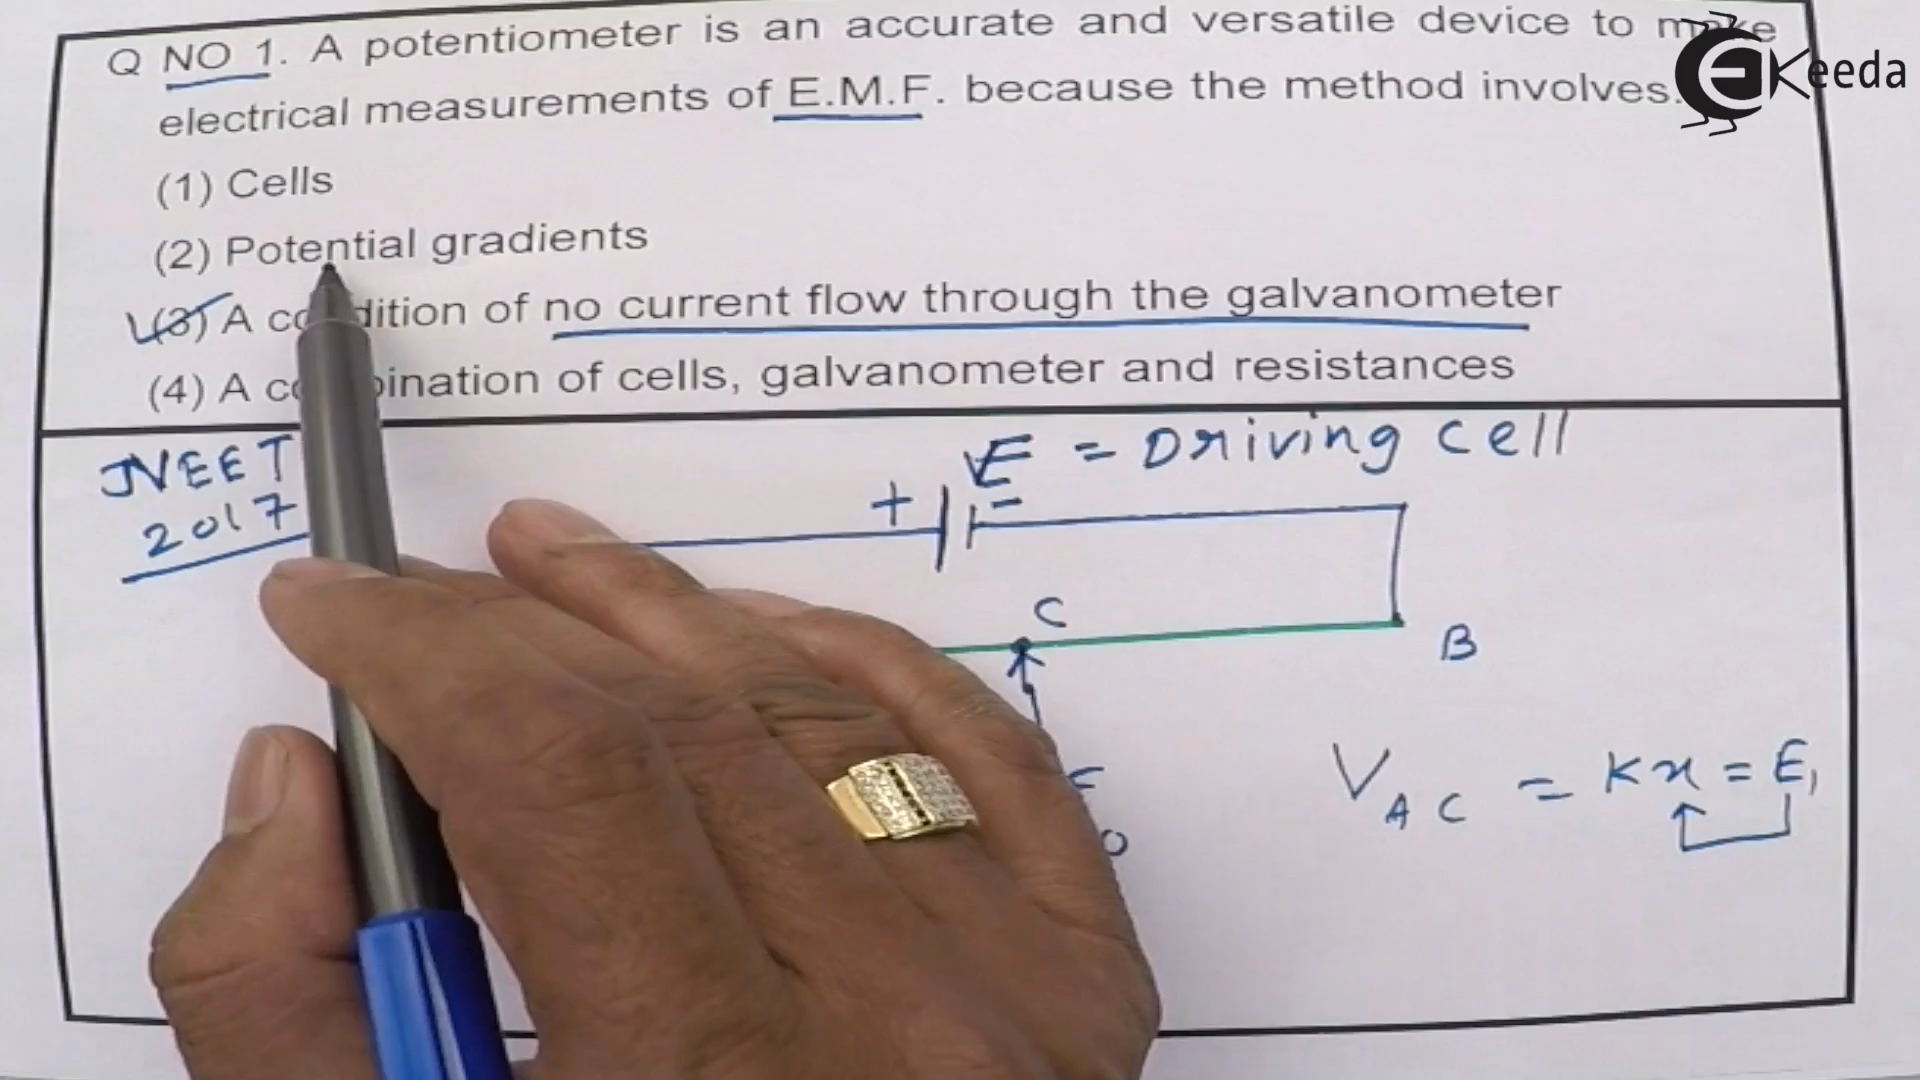 Q NO 1. A potentiometer is an accurate and versatile device to make
electrical measurements of E.M.F. because the method involves.
(1) Cells
(2) Potential gradients
(3) A condition of no current flow through the galvanometer
(4) A combination of cells, galvanometer and resistances
EKeeda
NEET
2017
+ E = Driving cell
-
C
B
V AC = Kx = E1